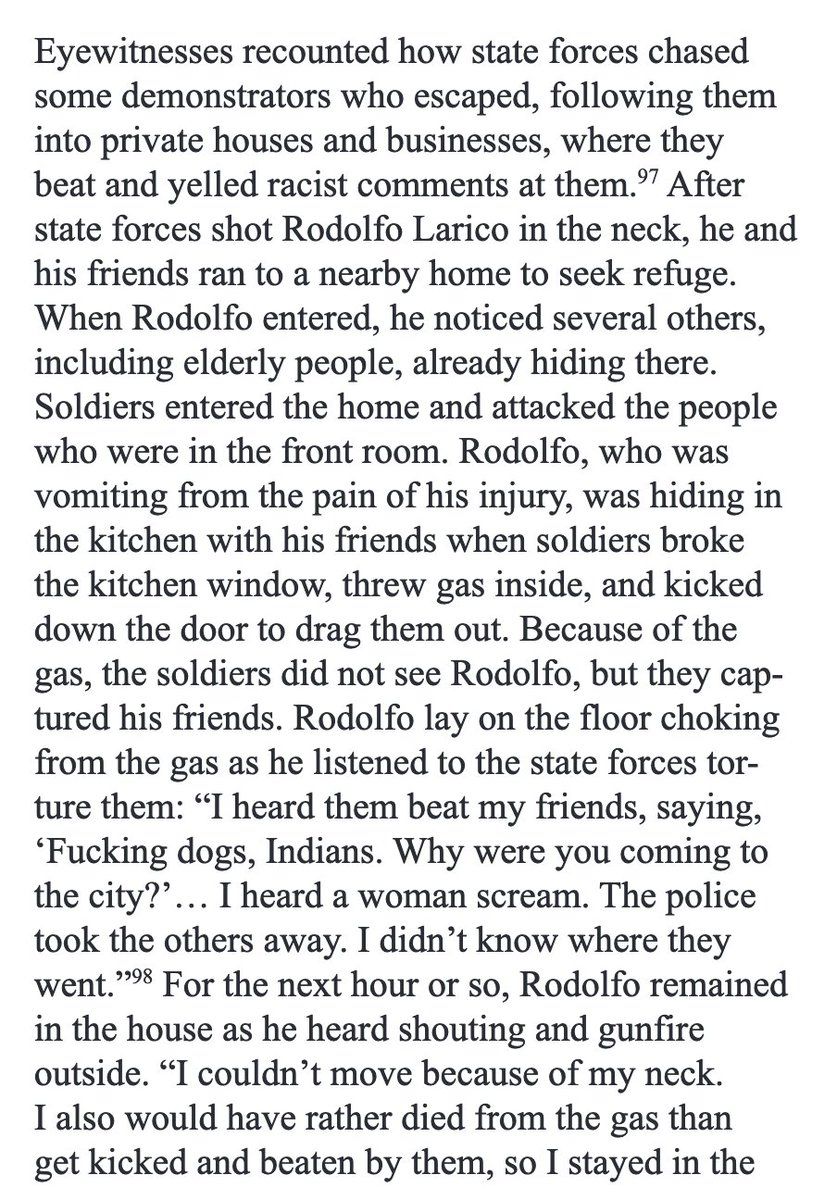 Eyewitnesses recounted how state forces chased
some demonstrators who escaped, following them
into private houses and businesses, where they
beat and yelled racist comments at them.97 After
state forces shot Rodolfo Larico in the neck, he and
his friends ran to a nearby home to seek refuge.
When Rodolfo entered, he noticed several others,
including elderly people, already hiding there.
Soldiers entered the home and attacked the people
who were in the front room. Rodolfo, who was
vomiting from the pain of his injury, was hiding in
the kitchen with his friends when soldiers broke
the kitchen window, threw gas inside, and kicked
down the door to drag them out. Because of the
gas, the soldiers did not see Rodolfo, but they cap-
tured his friends. Rodolfo lay on the floor choking
from the gas as he listened to the state forces tor-
ture them: “I heard them beat my friends, saying,
‘Fucking dogs, Indians. Why were you coming to
the city?’… I heard a woman scream. The police
took the others away. I didn’t know where they
went.”98 For the next hour or so, Rodolfo remained
in the house as he heard shouting and gunfire
outside. “I couldn’t move because of my neck.
I also would have rather died from the gas than
get kicked and beaten by them, so I stayed in the